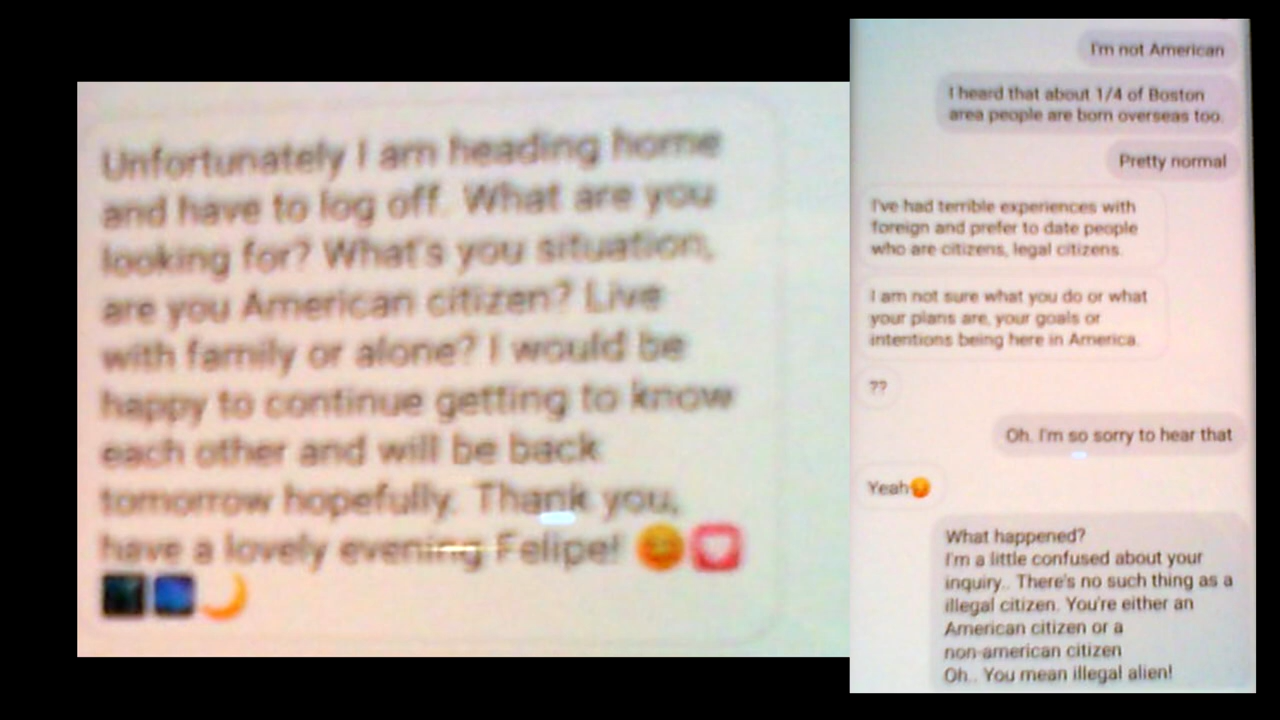 Unfortunately I am heading home
and have to log off. What are you
looking for? What's you situation,
are you American citizen? Live
with family or alone? I would be
happy to continue getting to know
each other and will be back
tomorrow hopefully. Thank you,
have a lovely evening Felipe! 😊💟
🌃🌌🌙
I'm not American
I heard that about 1/4 of Boston
area people are born overseas too.
Pretty normal
I've had terrible experiences with
foreign and prefer to date people
who are citizens, legal citizens.
I am not sure what you do or what
your plans are, your goals or
intentions being here in America.
??
Oh. I'm so sorry to hear that
Yeah😡
What happened?
I'm a little confused about your
inquiry.. There's no such thing as a
illegal citizen. You're either an
American citizen or a
non-american citizen
Oh.. You mean illegal alien!